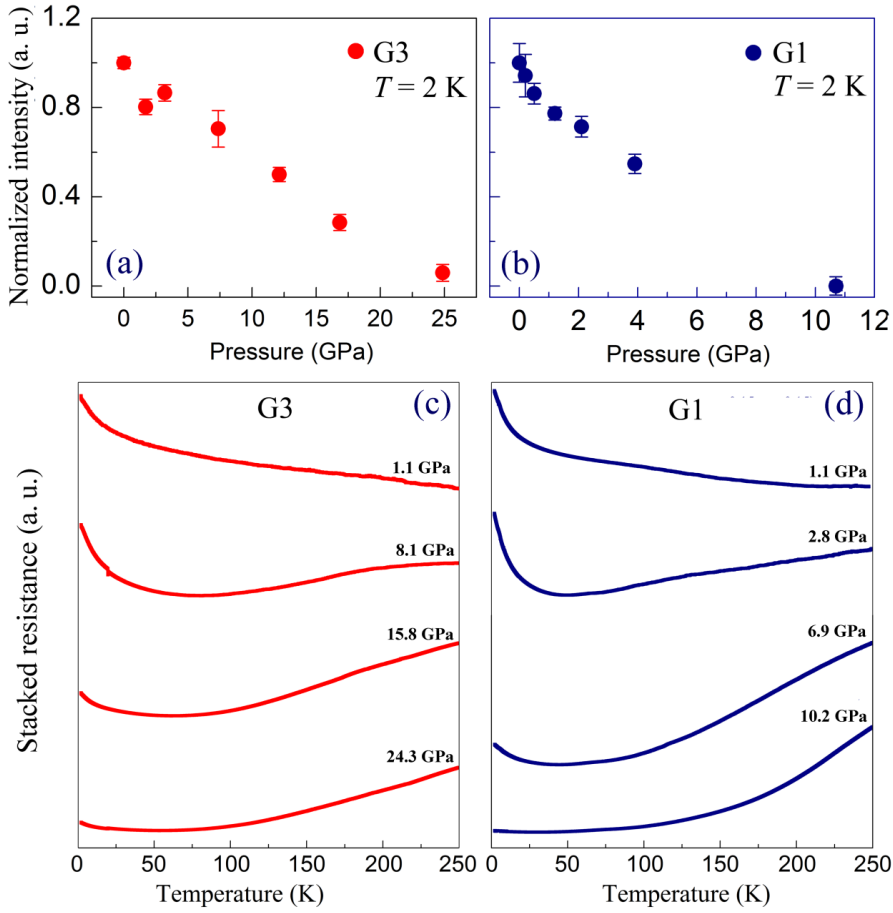 Normalized intensity (a. u.)
1.2
0.8
0.4
0.0
G3
T = 2 K
(a)
0 5 10 15 20 25
Pressure (GPa)
G1
T = 2 K
(b)
0 2 4 6 8 10 12
Pressure (GPa)
Stacked resistance (a. u.)
G3
(c)
1.1 GPa
8.1 GPa
15.8 GPa
24.3 GPa
0 50 100 150 200 250
Temperature (K)
G1
(d)
1.1 GPa
2.8 GPa
6.9 GPa
10.2 GPa
0 50 100 150 200 250
Temperature (K)